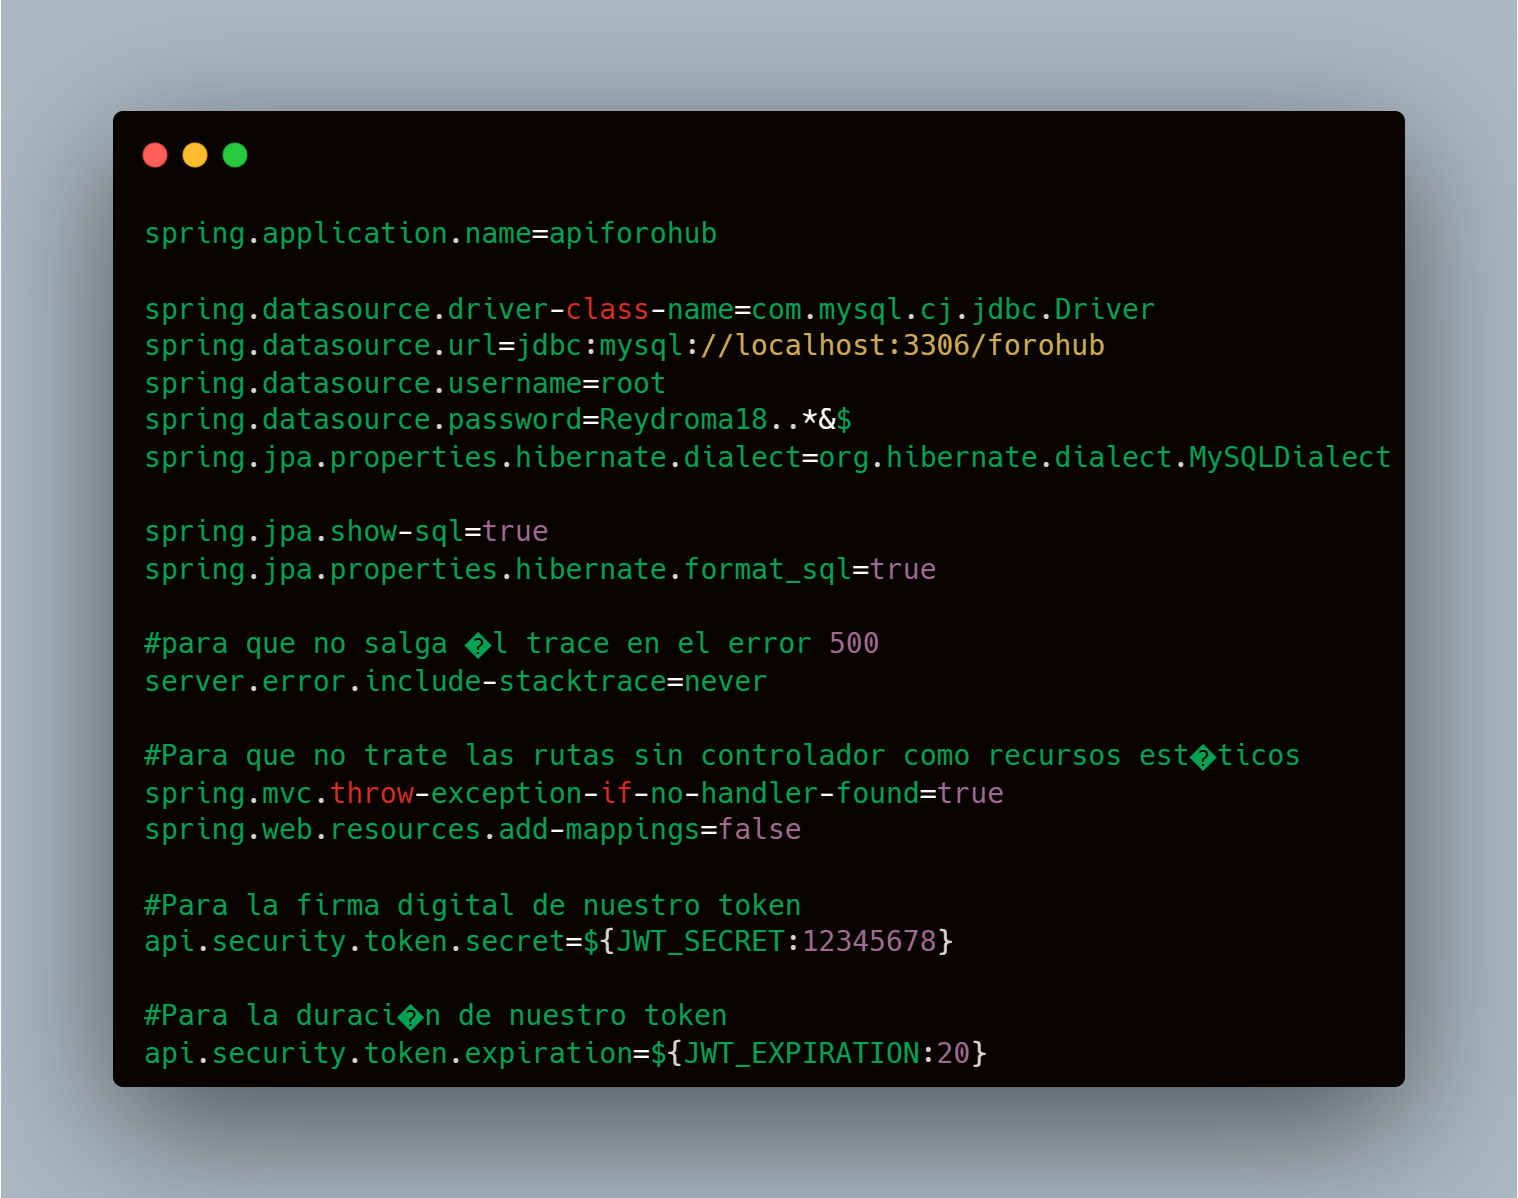 spring.application.name=apiforohub
spring.datasource.driver-class-name=com.mysql.cj.jdbc.Driver
spring.datasource.url=jdbc:mysql://localhost:3306/forohub
spring.datasource.username=root
spring.datasource.password=Reydroma18..*&$
spring.jpa.properties.hibernate.dialect=org.hibernate.dialect.MySQLDialect
spring.jpa.show-sql=true
spring.jpa.properties.hibernate.format_sql=true
#para que no salga �l trace en el error 500
server.error.include-stacktrace=never
#Para que no trate las rutas sin controlador como recursos est�ticos
spring.mvc.throw-exception-if-no-handler-found=true
spring.web.resources.add-mappings=false
#Para la firma digital de nuestro token
api.security.token.secret=${JWT_SECRET:12345678}
#Para la duraci�n de nuestro token
api.security.token.expiration=${JWT_EXPIRATION:20}